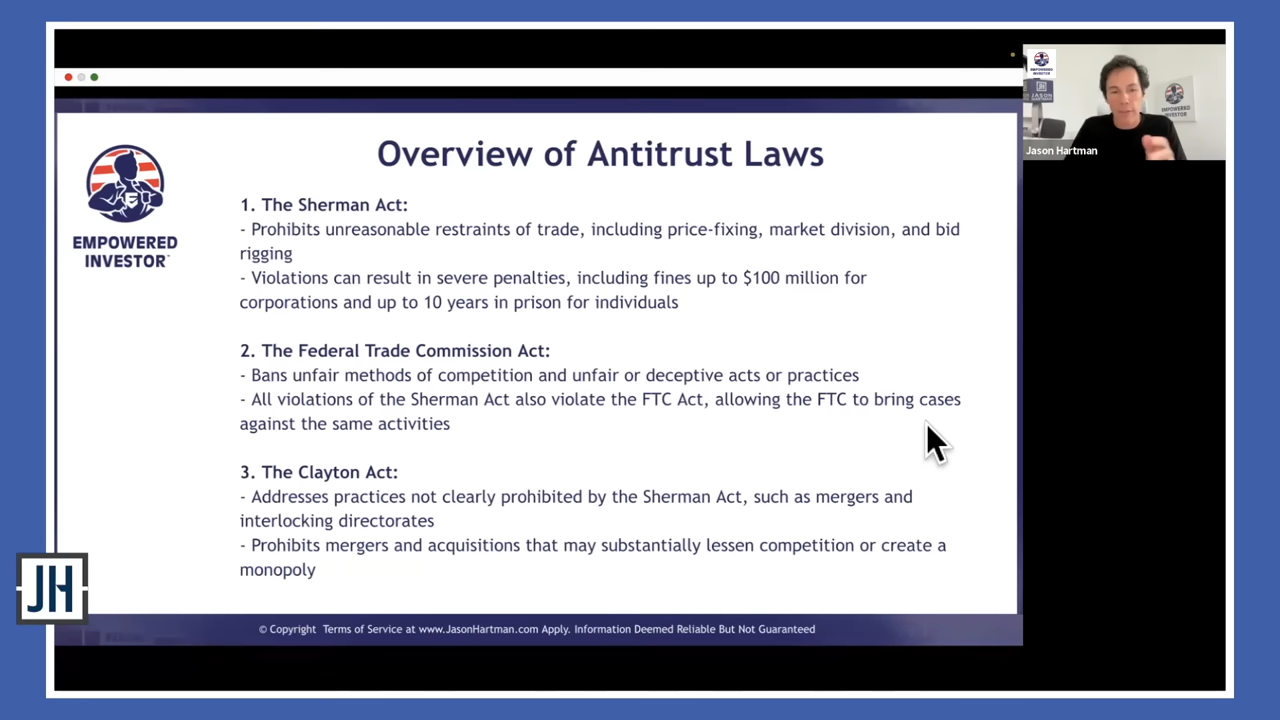 Overview of Antitrust Laws
1. The Sherman Act:
- Prohibits unreasonable restraints of trade, including price-fixing, market division, and bid
rigging
- Violations can result in severe penalties, including fines up to $100 million for
corporations and up to 10 years in prison for individuals
2. The Federal Trade Commission Act:
- Bans unfair methods of competition and unfair or deceptive acts or practices
- All violations of the Sherman Act also violate the FTC Act, allowing the FTC to bring cases
against the same activities
3. The Clayton Act:
- Addresses practices not clearly prohibited by the Sherman Act, such as mergers and
interlocking directorates
- Prohibits mergers and acquisitions that may substantially lessen competition or create a
monopoly
EMPOWERED
INVESTOR
© Copyright Terms of Service at www.JasonHartman.com Apply. Information Deemed Reliable But Not Guaranteed
JH
EMPOWERED
INVESTOR
JH
JASON
EMPOWERED
INVESTOR
Jason Hartman